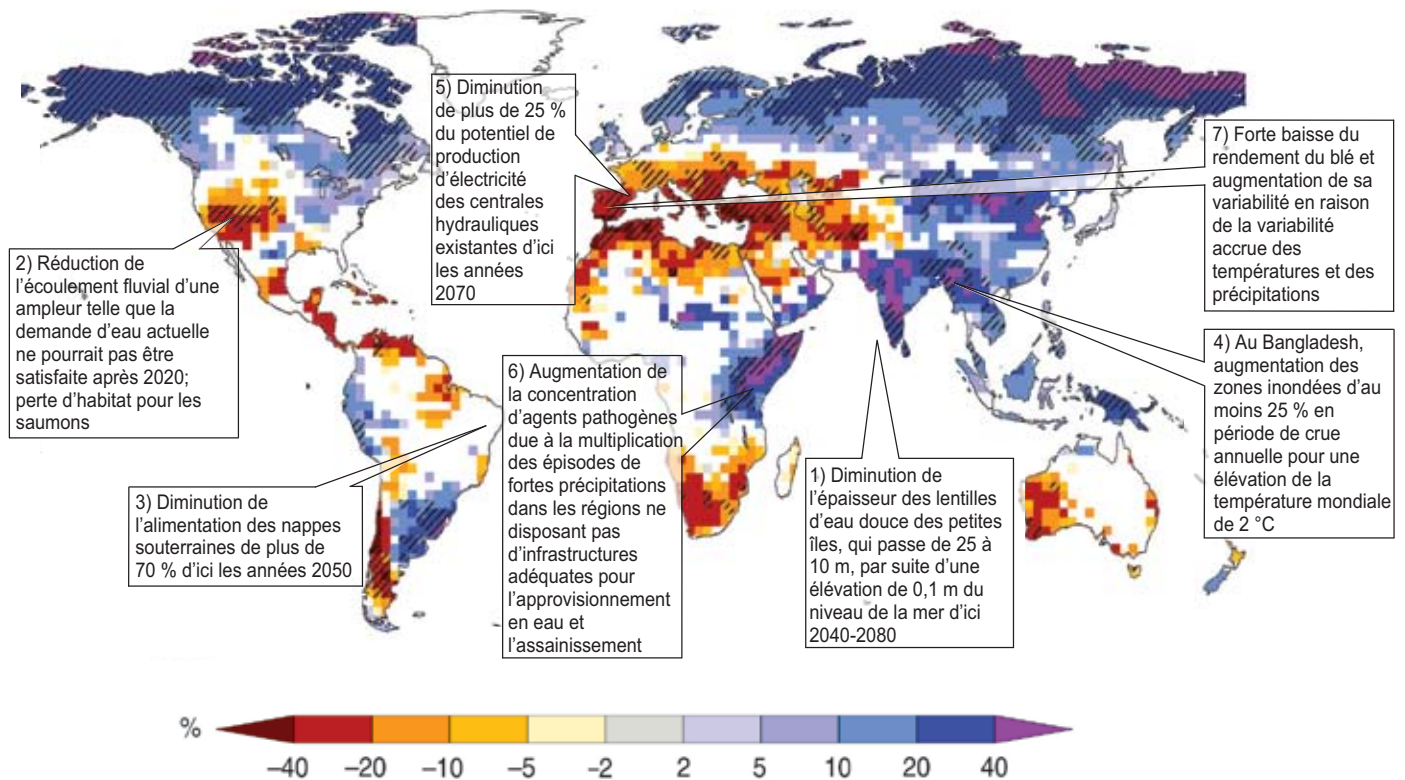 5) Diminution
de plus de 25 %
du potentiel de
production
d’électricité
des centrales
hydrauliques
existantes d’ici
les années
2070
7) Forte baisse du
rendement du blé et
augmentation de sa
variabilité en raison
de la variabilité
accrue des
températures et des
précipitations
2) Réduction de
l’écoulement fluvial d’une
ampleur telle que la
demande d’eau actuelle
ne pourrait pas être
satisfaite après 2020;
perte d’habitat pour les
saumons
4) Au Bangladesh,
augmentation des
zones inondées d’au
moins 25 % en
période de crue
annuelle pour une
élévation de la
température mondiale
de 2 °C
6) Augmentation de
la concentration
d’agents pathogènes
due à la multiplication
des épisodes de
fortes précipitations
dans les régions ne
disposant pas
d’infrastructures
adéquates pour
l’approvisionnement
en eau et
l’assainissement
3) Diminution de
l’alimentation des nappes
souterraines de plus de
70 % d’ici les années 2050
1) Diminution de
l’épaisseur des lentilles
d’eau douce des petites
îles, qui passe de 25 à
10 m, par suite d’une
élévation de 0,1 m du
niveau de la mer d’ici
2040-2080
%
–40 –20 –10 –5 –2 2 5 10 20 40